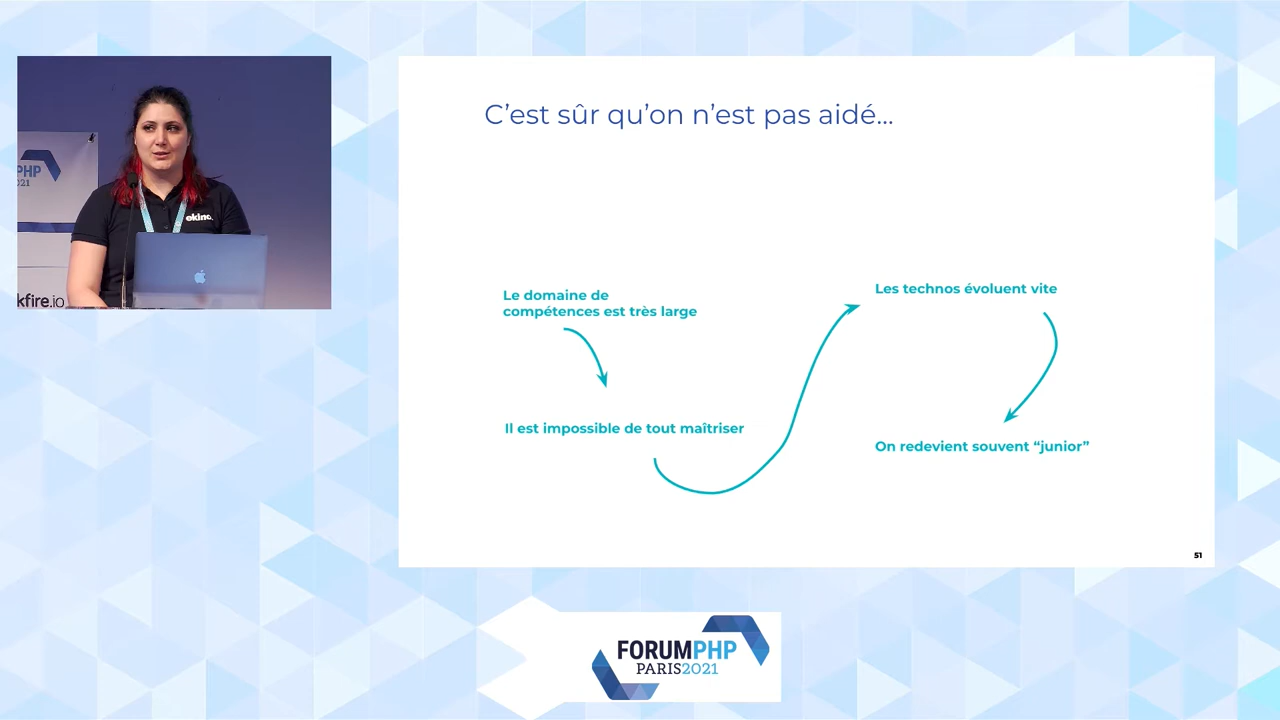 PHP
021
ekino.
kfire.io
C'est sûr qu'on n'est pas aidé...
Le domaine de
compétences est très large
Il est impossible de tout maîtriser
Les technos évoluent vite
On redevient souvent “junior”
51
FORUMPHP
PARIS2021